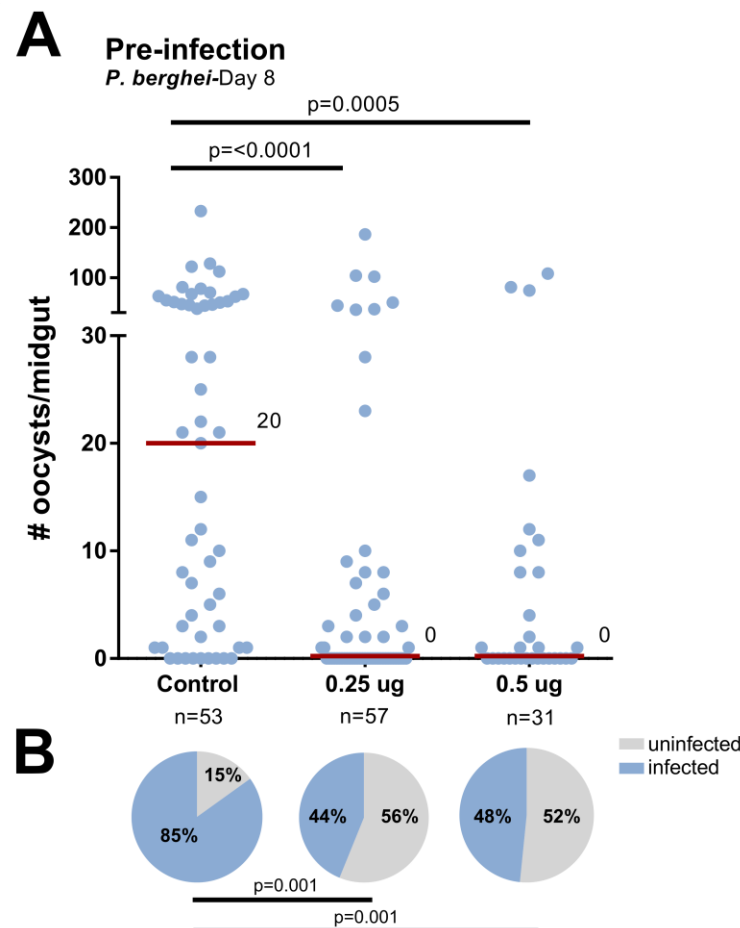 A
Pre-infection
P. berghei-Day 8
p=0.0005
p=<0.0001
# oocysts/midgut
300
200
100
30
20
10
0
20
0
0
Control
0.25 ug
0.5 ug
n=53
n=57
n=31
B
uninfected
infected
15%
85%
44%
56%
48%
52%
p=0.001
p=0.001